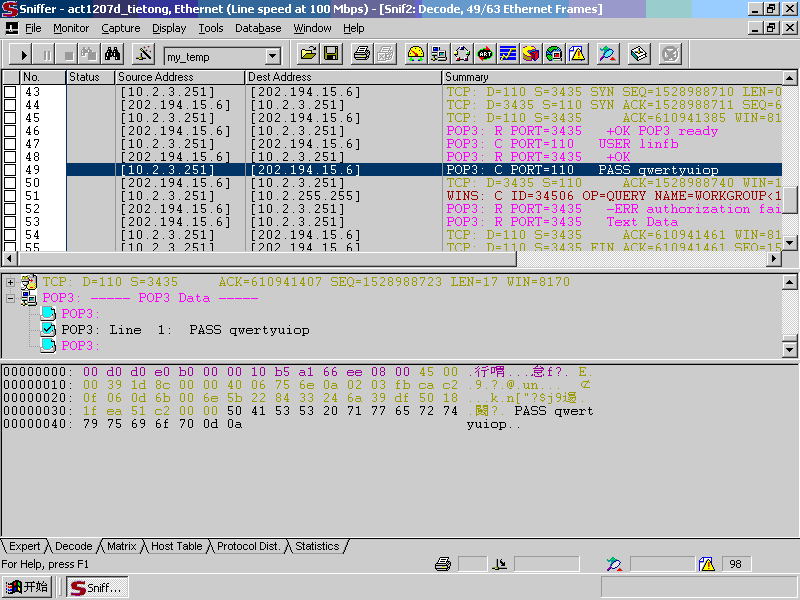 Sniffer - act1207d_tietong, Ethernet (Line speed at 100 Mbps) - [Snif2: Decode, 49/63 Ethernet Frames]
File Monitor Capture Display Tools Database Window Help
my_temp
No. Status Source Address Dest Address Summary
43 [10.2.3.251] [202.194.15.6] TCP: D=110 S=3435 SYN SEQ=1528988710 LEN=0
44 [202.194.15.6] [10.2.3.251] TCP: D=3435 S=110 SYN ACK=1528988711 SEQ=6
45 [10.2.3.251] [202.194.15.6] TCP: D=110 S=3435 ACK=610941385 WIN=81
46 [202.194.15.6] [10.2.3.251] POP3: R PORT=3435 +OK POP3 ready
47 [10.2.3.251] [202.194.15.6] POP3: C PORT=110 USER linfb
48 [202.194.15.6] [10.2.3.251] POP3: R PORT=3435 +OK
49 [10.2.3.251] [202.194.15.6] POP3: C PORT=110 PASS qwertyuiop
50 [202.194.15.6] [10.2.3.251] TCP: D=3435 S=110 ACK=1528988740 WIN=1
51 [10.2.3.251] [10.2.255.255] WINS: C ID=34506 OP=QUERY NAME=WORKGROUP<1
52 [202.194.15.6] [10.2.3.251] POP3: R PORT=3435 -ERR authorization fai
53 [202.194.15.6] [10.2.3.251] POP3: R PORT=3435 Text Data
54 [10.2.3.251] [202.194.15.6] TCP: D=110 S=3435 ACK=610941461 WIN=81
55 [10.2.3.251] [202.194.15.6] TCP: D=110 S=3435 FIN ACK=610941461 SEQ=15
TCP: D=110 S=3435 ACK=610941407 SEQ=1528988723 LEN=17 WIN=8170
POP3: ----- POP3 Data -----
POP3:
POP3: Line 1: PASS qwertyuiop
POP3:
00000000: 00 d0 d0 e0 b0 00 00 10 b5 a1 66 ee 08 00 45 00 .行喟...怠f?. E.
00000010: 00 39 1d 8c 00 00 40 06 75 6e 0a 02 03 fb ca c2 .9.?.@.un...
00000020: 0f 06 0d 6b 00 6e 5b 22 84 33 24 6a 39 df 50 18 ...k.n["?$j9
00000030: 1f ea 51 c2 00 00 50 41 53 53 20 71 77 65 72 74 PASS qwert
00000040: 79 75 69 6f 70 0d 0a yuiop..
Expert Decode Matrix Host Table Protocol Dist. Statistics
For Help, press F1 98
开始 Sniff...